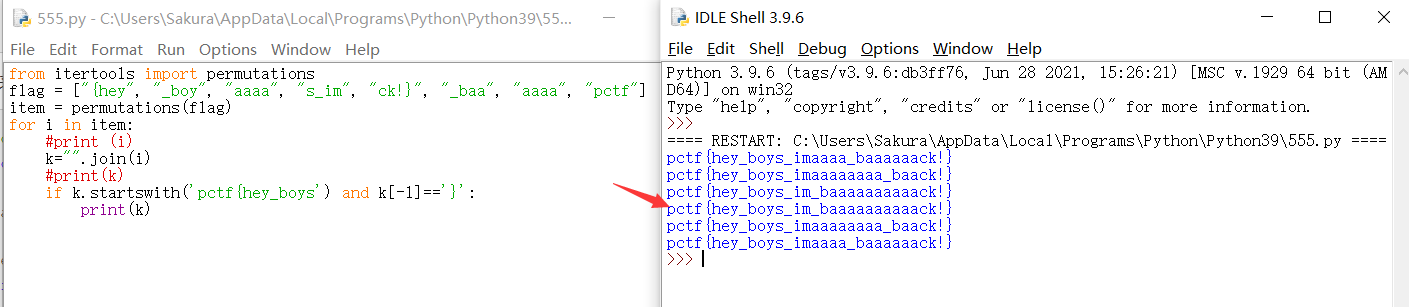 555.py - C:\Users\Sakura\AppData\Local\Programs\Python\Python39\55...
File Edit Format Run Options Window Help
from itertools import permutations
flag = ["{hey", "_boy", "aaaa", "s_im", "ck!}", "_baa", "aaaa", "pctf"]
item = permutations(flag)
for i in item:
    #print (i)
    k="".join(i)
    #print(k)
    if k.startswith('pctf{hey_boys') and k[-1]=='}':
        print(k)
IDLE Shell 3.9.6
File Edit Shell Debug Options Window Help
Python 3.9.6 (tags/v3.9.6:db3ff76, Jun 28 2021, 15:26:21) [MSC v.1929 64 bit (AM
D64)] on win32
Type "help", "copyright", "credits" or "license()" for more information.
>>>
==== RESTART: C:\Users\Sakura\AppData\Local\Programs\Python\Python39\555.py ====
pctf{hey_boys_imaaaa_baaaaaack!}
pctf{hey_boys_imaaaaaaaa_baack!}
pctf{hey_boys_im_baaaaaaaaaack!}
pctf{hey_boys_im_baaaaaaaaaack!}
pctf{hey_boys_imaaaaaaaa_baack!}
pctf{hey_boys_imaaaa_baaaaaack!}
>>>